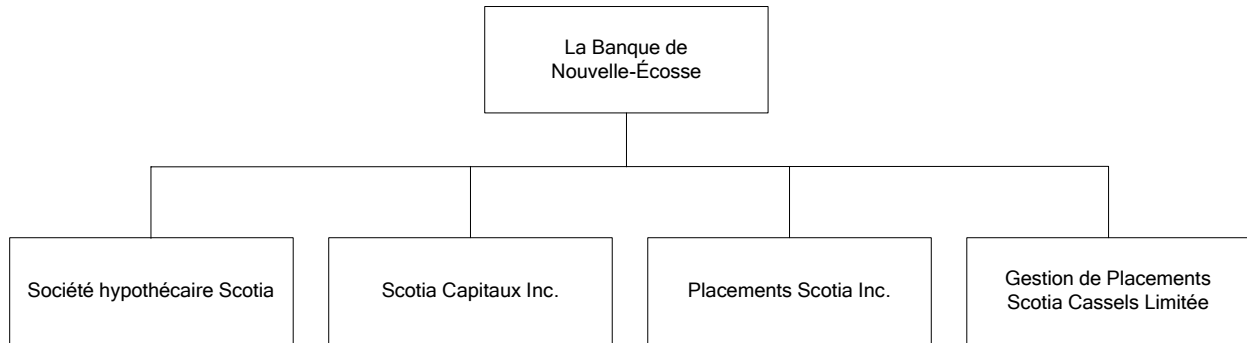 La Banque de
Nouvelle-Écosse
Société hypothécaire Scotia
Scotia Capitaux Inc.
Placements Scotia Inc.
Gestion de Placements
Scotia Cassels Limitée